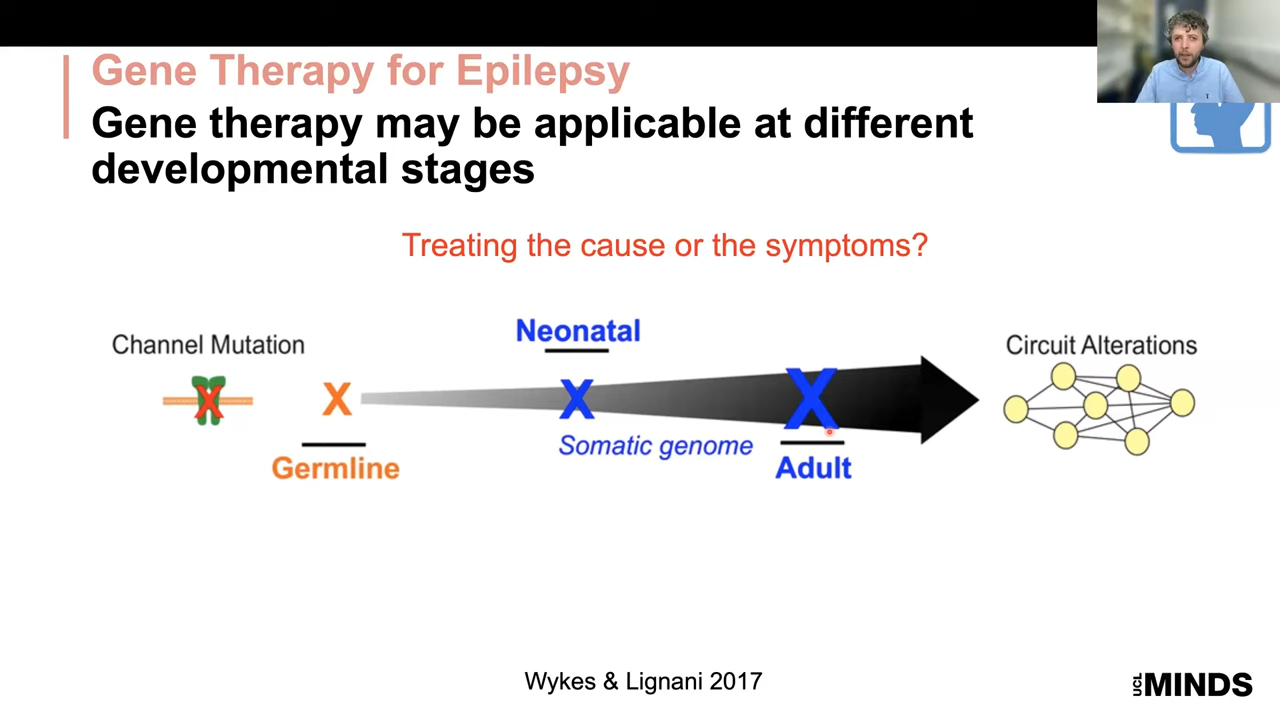 Gene Therapy for Epilepsy
Gene therapy may be applicable at different
developmental stages
Treating the cause or the symptoms?
Channel Mutation
X
Germline
Neonatal
X
Somatic genome
X
Adult
Circuit Alterations
Wykes & Lignani 2017
UCL MINDS